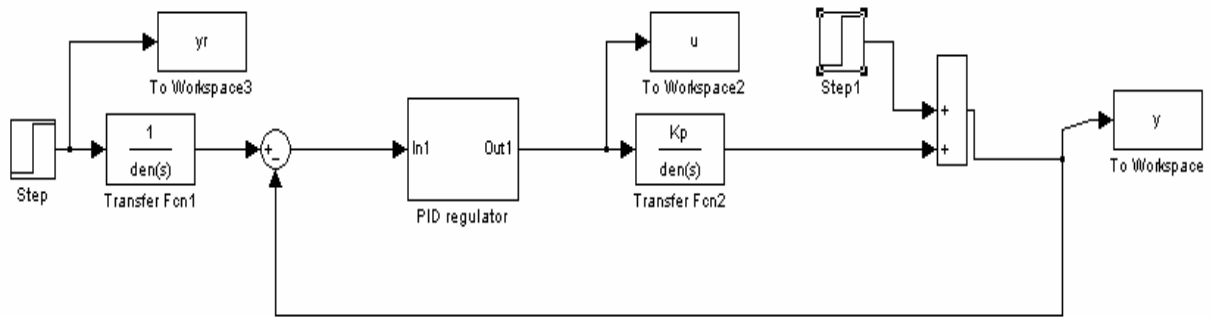 yr
To Workspace3
u
To Workspace2
Step1
+
+
y
To Workspace
Step
1
den(s)
Transfer Fcn1
+
-
In1
Out1
PID regulator
Kp
den(s)
Transfer Fcn2